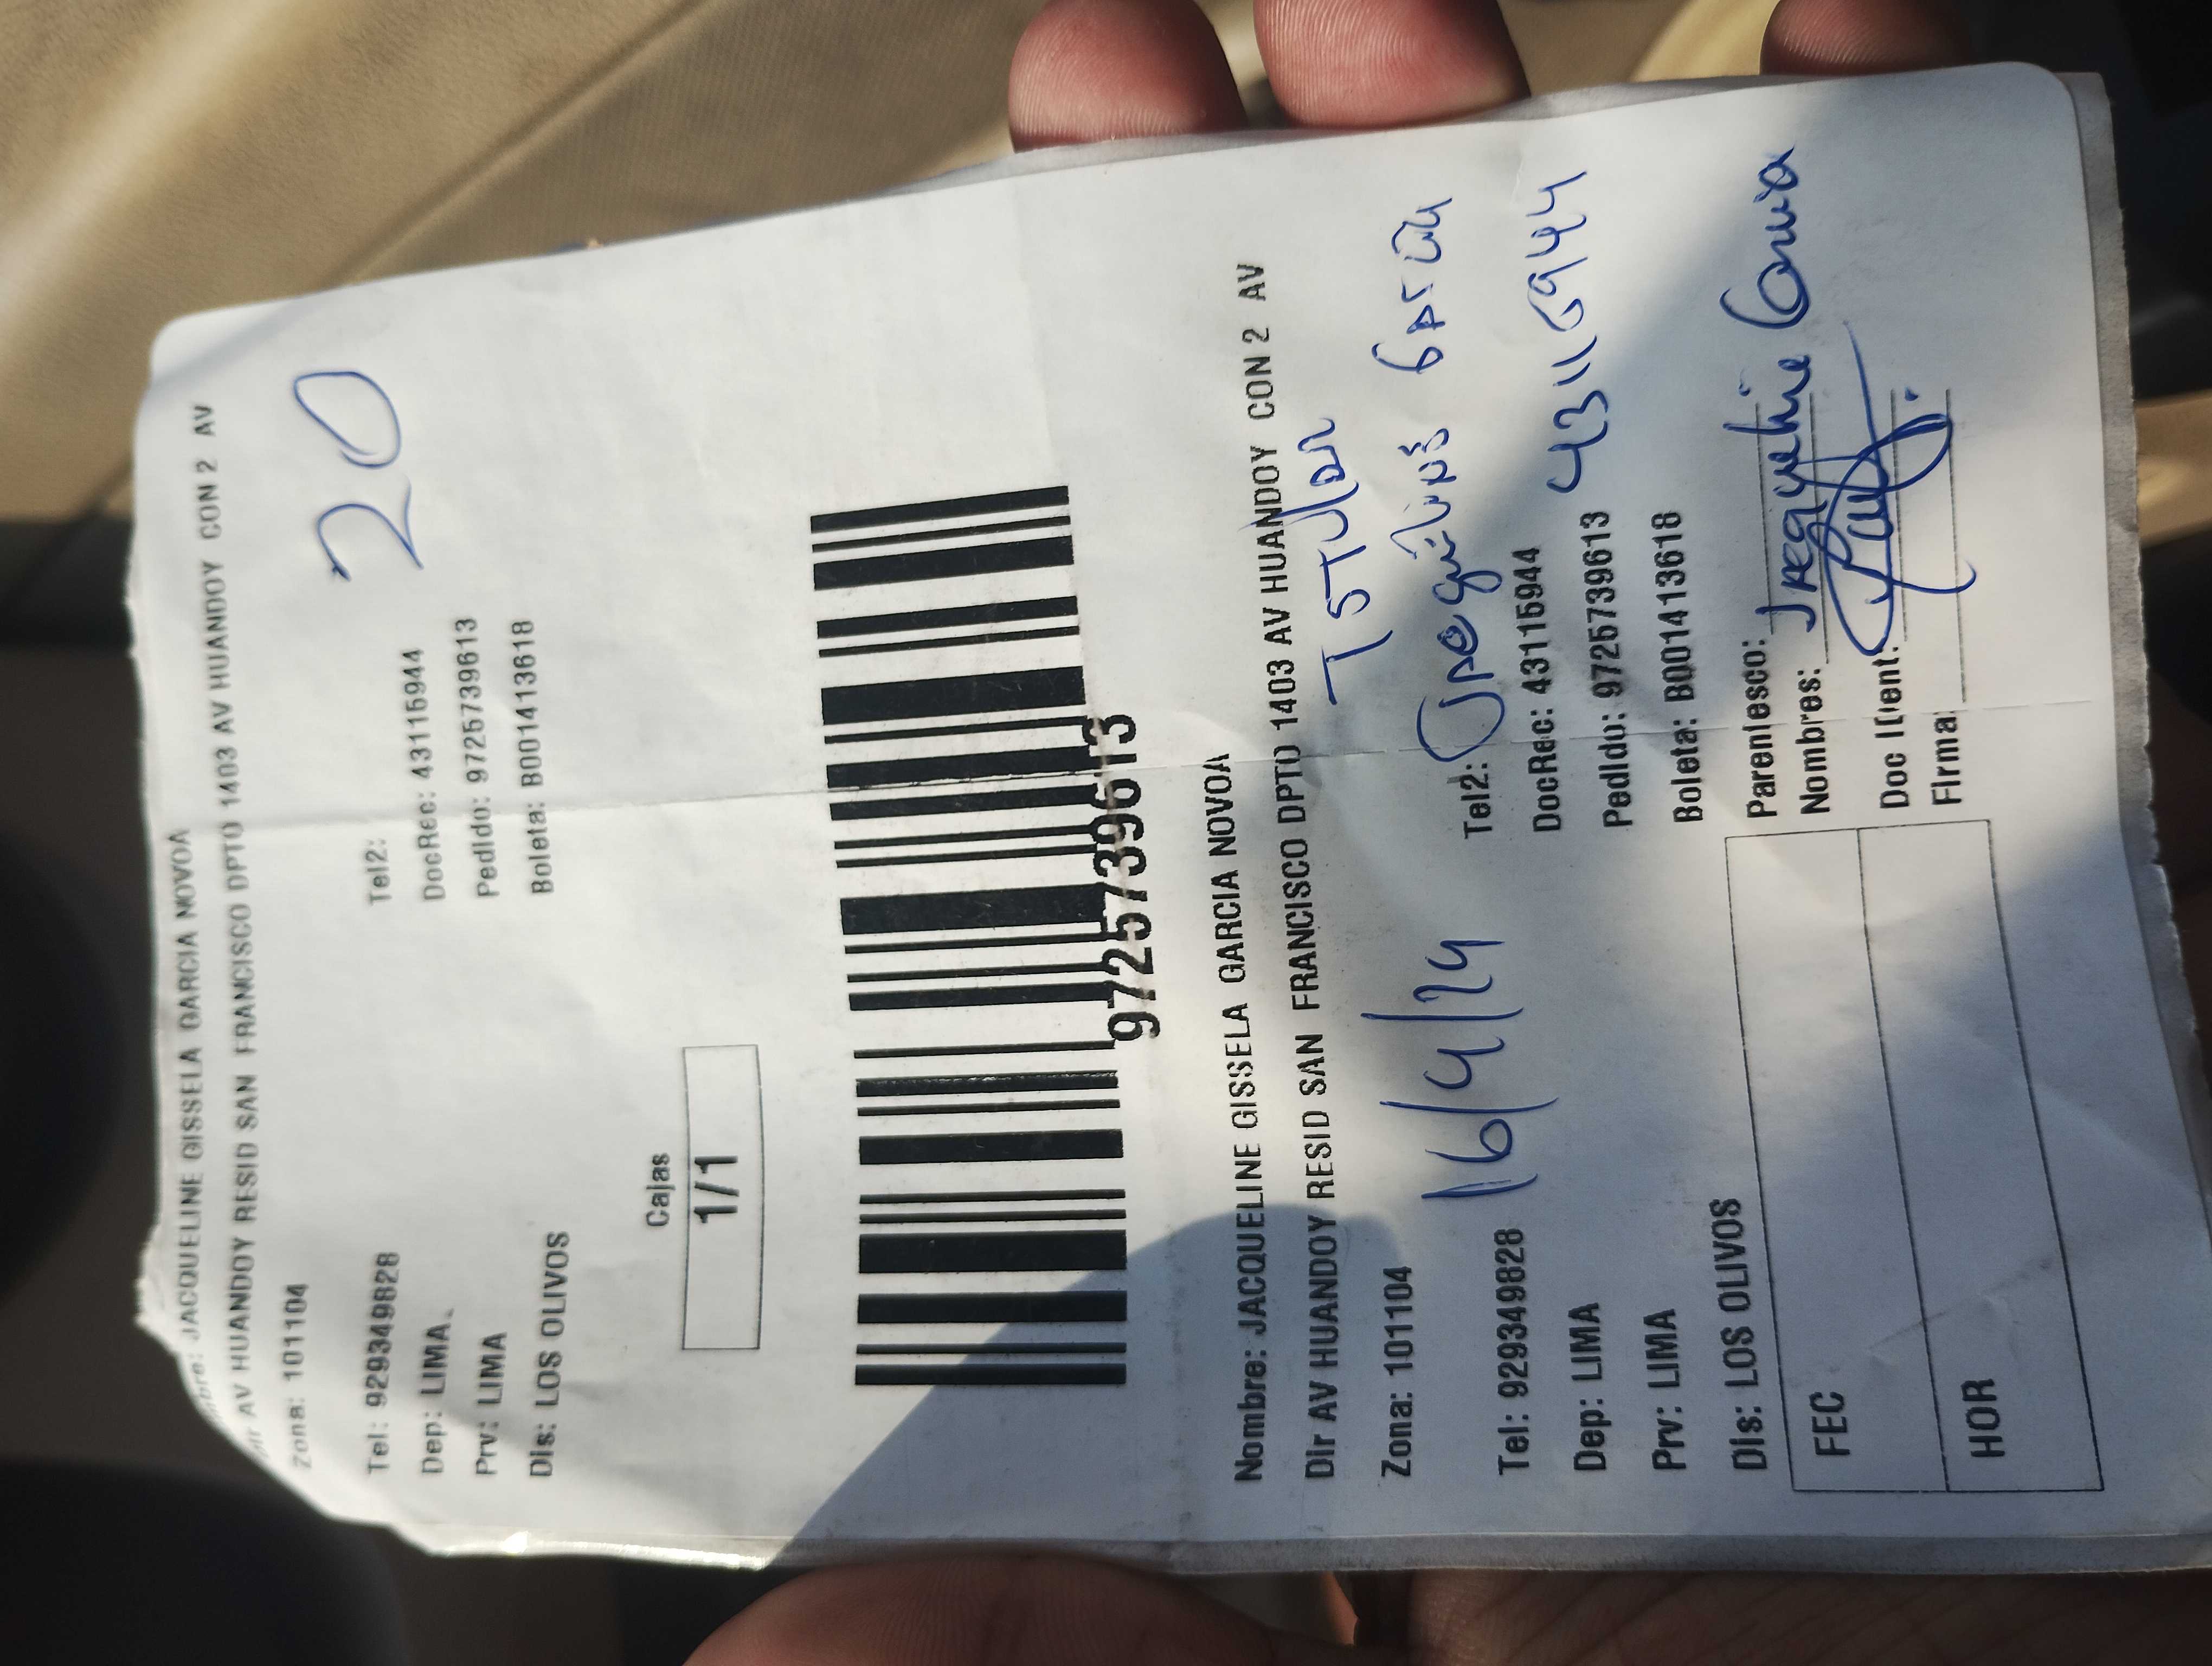 Nombre: JACQUELINE GISSELA GARCIA NOVOA
Dir AV HUANDOY RESID SAN FRANCISCO DPTO 1403 AV HUANDOY CON 2 AV
Zona: 101104
20
Tel: 929349828 Tel2:
Dep: LIMA DocRec: 43115944
Prv: LIMA Pedido: 9725739613
Dis: LOS OLIVOS Boleta: B001413618
Cajas
1/1
9725739613
Nombre: JACQUELINE GISSELA GARCIA NOVOA
Dir AV HUANDOY RESID SAN FRANCISCO DPTO 1403 AV HUANDOY CON 2 AV
Zona: 101104
16/4/24
Tel: 929349828 Tel2:
Dep: LIMA DocRec: 43115944
Prv: LIMA Pedido: 9725739613
Dis: LOS OLIVOS Boleta: B001413618
FEC Parentesco:
Nombres:
HOR Doc Ident:
Firma